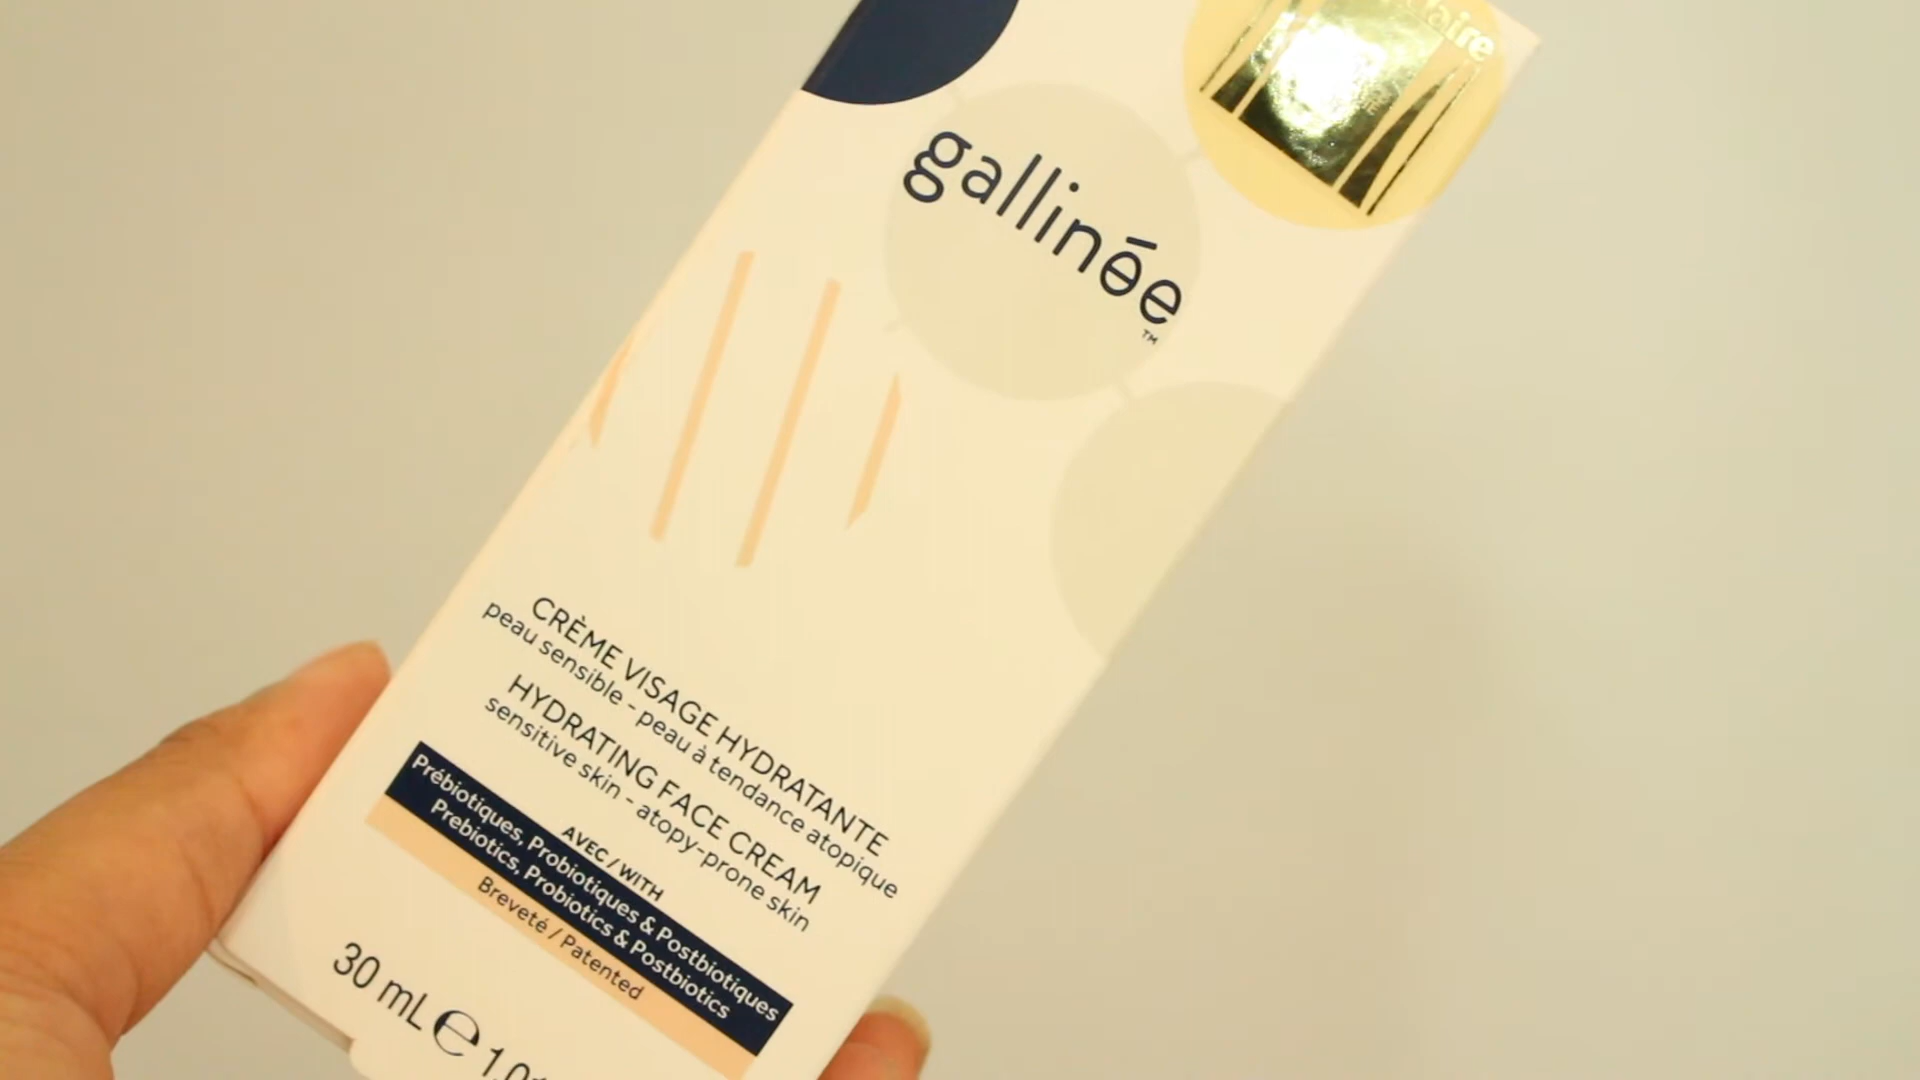 gallinée
TM
CRÈME VISAGE HYDRATANTE
peau sensible - peau à tendance atopique
HYDRATING FACE CREAM
sensitive skin - atopy-prone skin
AVEC / WITH
Prébiotiques, Probiotiques & Postbiotiques
Prebiotics, Probiotics & Postbiotics
Breveté / Patented
30 mL ℮